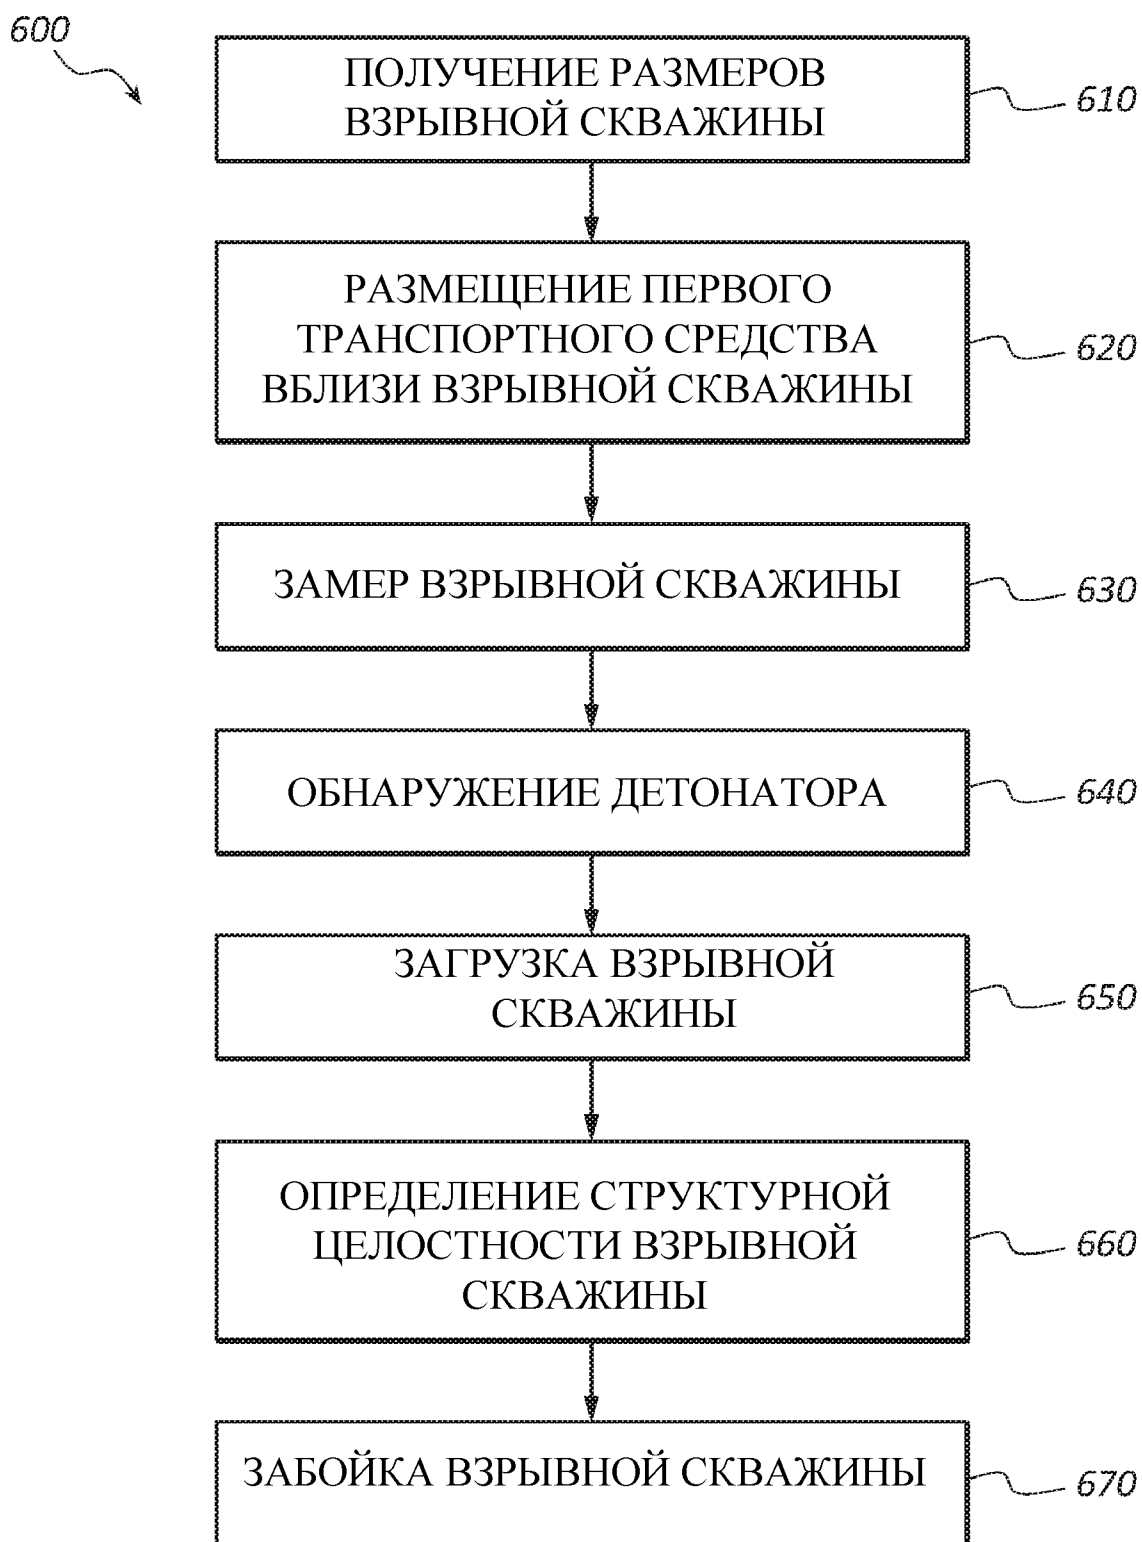 600
ПОЛУЧЕНИЕ РАЗМЕРОВ
ВЗРЫВНОЙ СКВАЖИНЫ
610
РАЗМЕЩЕНИЕ ПЕРВОГО
ТРАНСПОРТНОГО СРЕДСТВА
ВБЛИЗИ ВЗРЫВНОЙ СКВАЖИНЫ
620
ЗАМЕР ВЗРЫВНОЙ СКВАЖИНЫ
630
ОБНАРУЖЕНИЕ ДЕТОНАТОРА
640
ЗАГРУЗКА ВЗРЫВНОЙ
СКВАЖИНЫ
650
ОПРЕДЕЛЕНИЕ СТРУКТУРНОЙ
ЦЕЛОСТНОСТИ ВЗРЫВНОЙ
СКВАЖИНЫ
660
ЗАБОЙКА ВЗРЫВНОЙ СКВАЖИНЫ
670